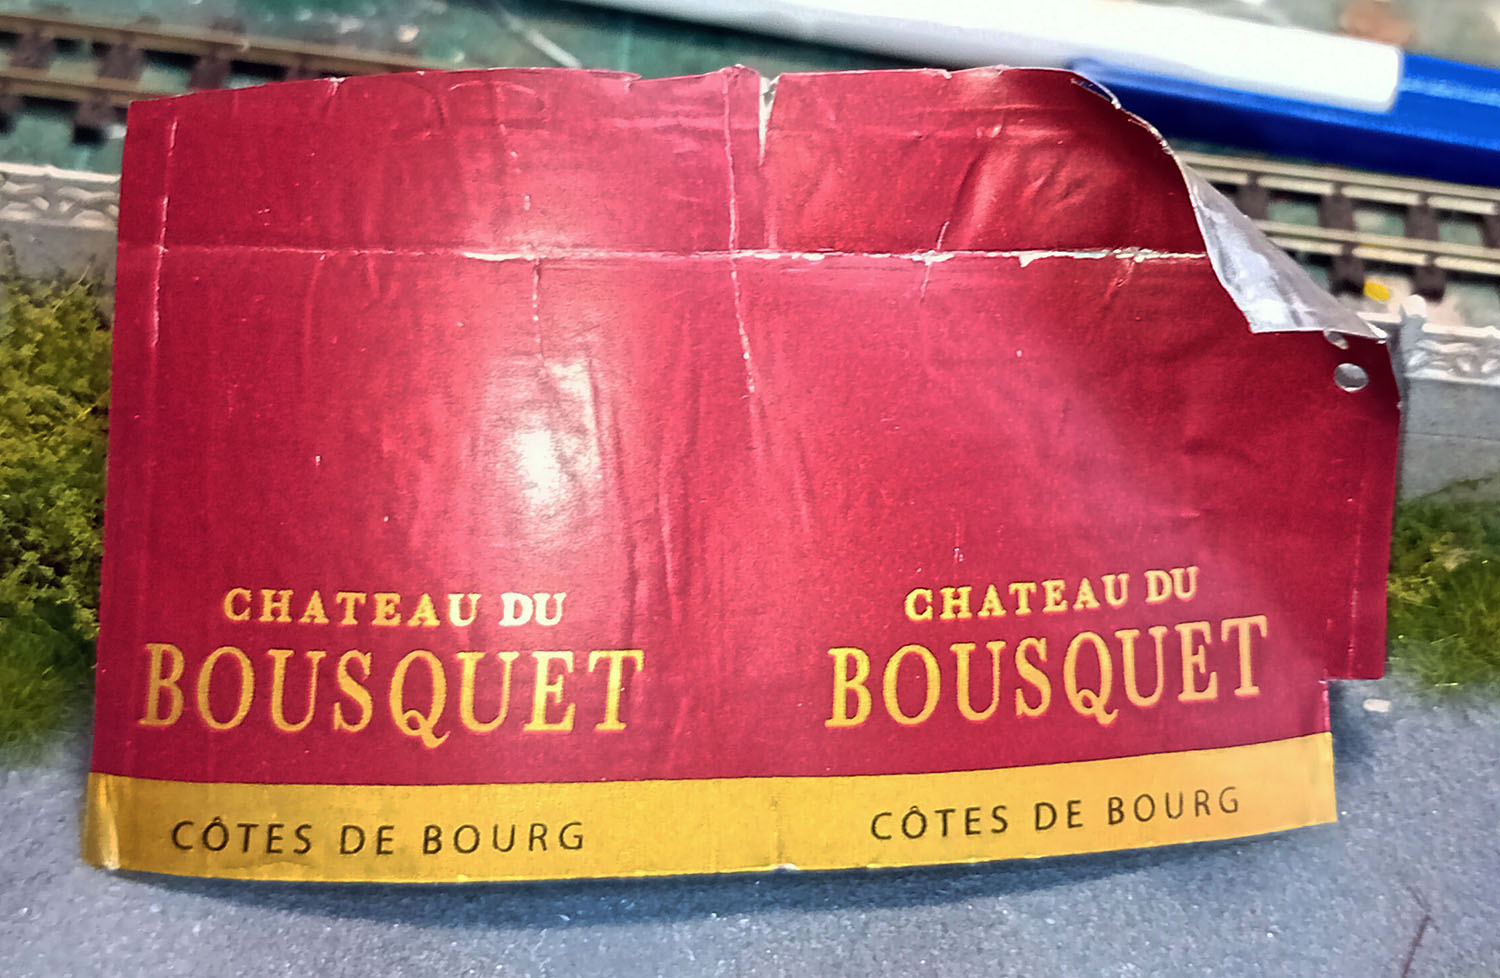 CHATEAU DU
BOUSQUET
CÔTES DE BOURG
CHATEAU DU
BOUSQUET
CÔTES DE BOURG